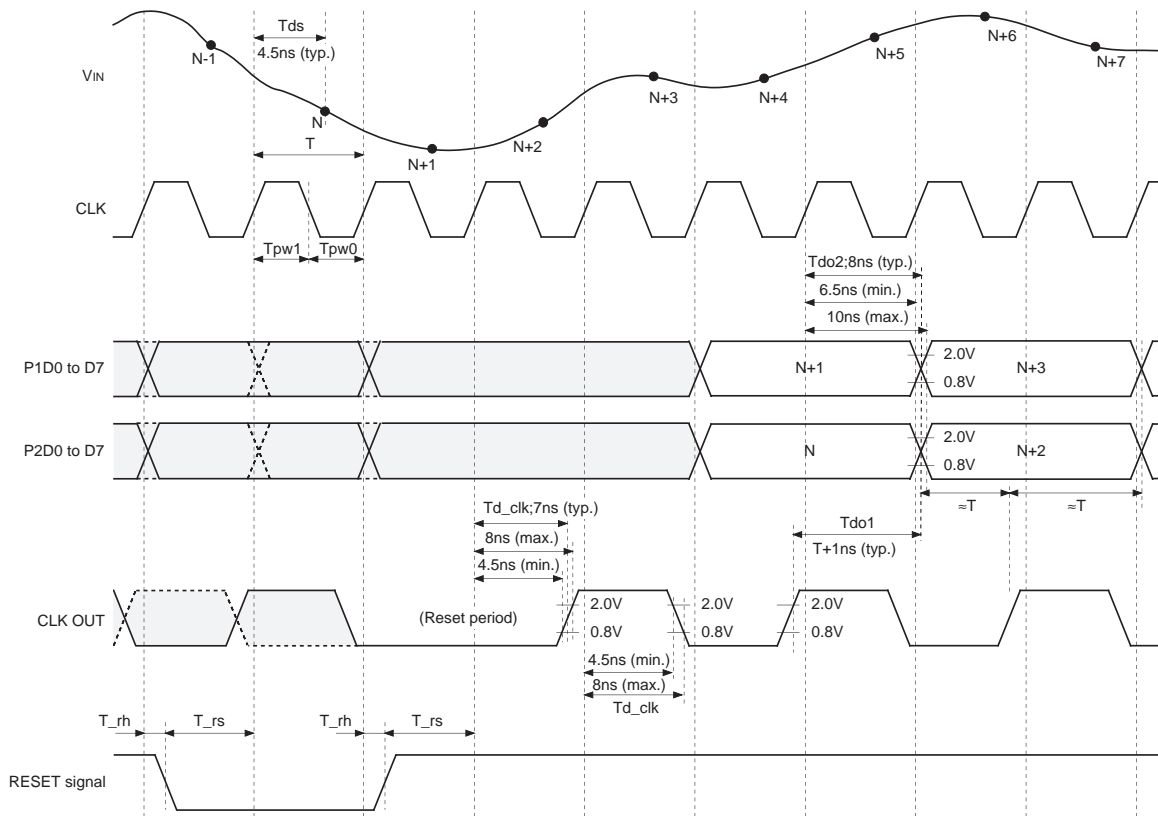 Tds
4.5ns (typ.)
N-1
VIN
N
N+1
N+2
N+3
N+4
N+5
N+6
N+7
T
CLK
Tpw1
Tpw0
Tdo2;8ns (typ.)
6.5ns (min.)
10ns (max.)
P1D0 to D7
N+1
2.0V
0.8V
N+3
P2D0 to D7
N
2.0V
0.8V
N+2
≈T
≈T
Td_clk;7ns (typ.)
8ns (max.)
4.5ns (min.)
Tdo1
T+1ns (typ.)
CLK OUT
(Reset period)
2.0V
0.8V
2.0V
0.8V
2.0V
0.8V
4.5ns (min.)
8ns (max.)
Td_clk
T_rh
T_rs
T_rh
T_rs
RESET signal